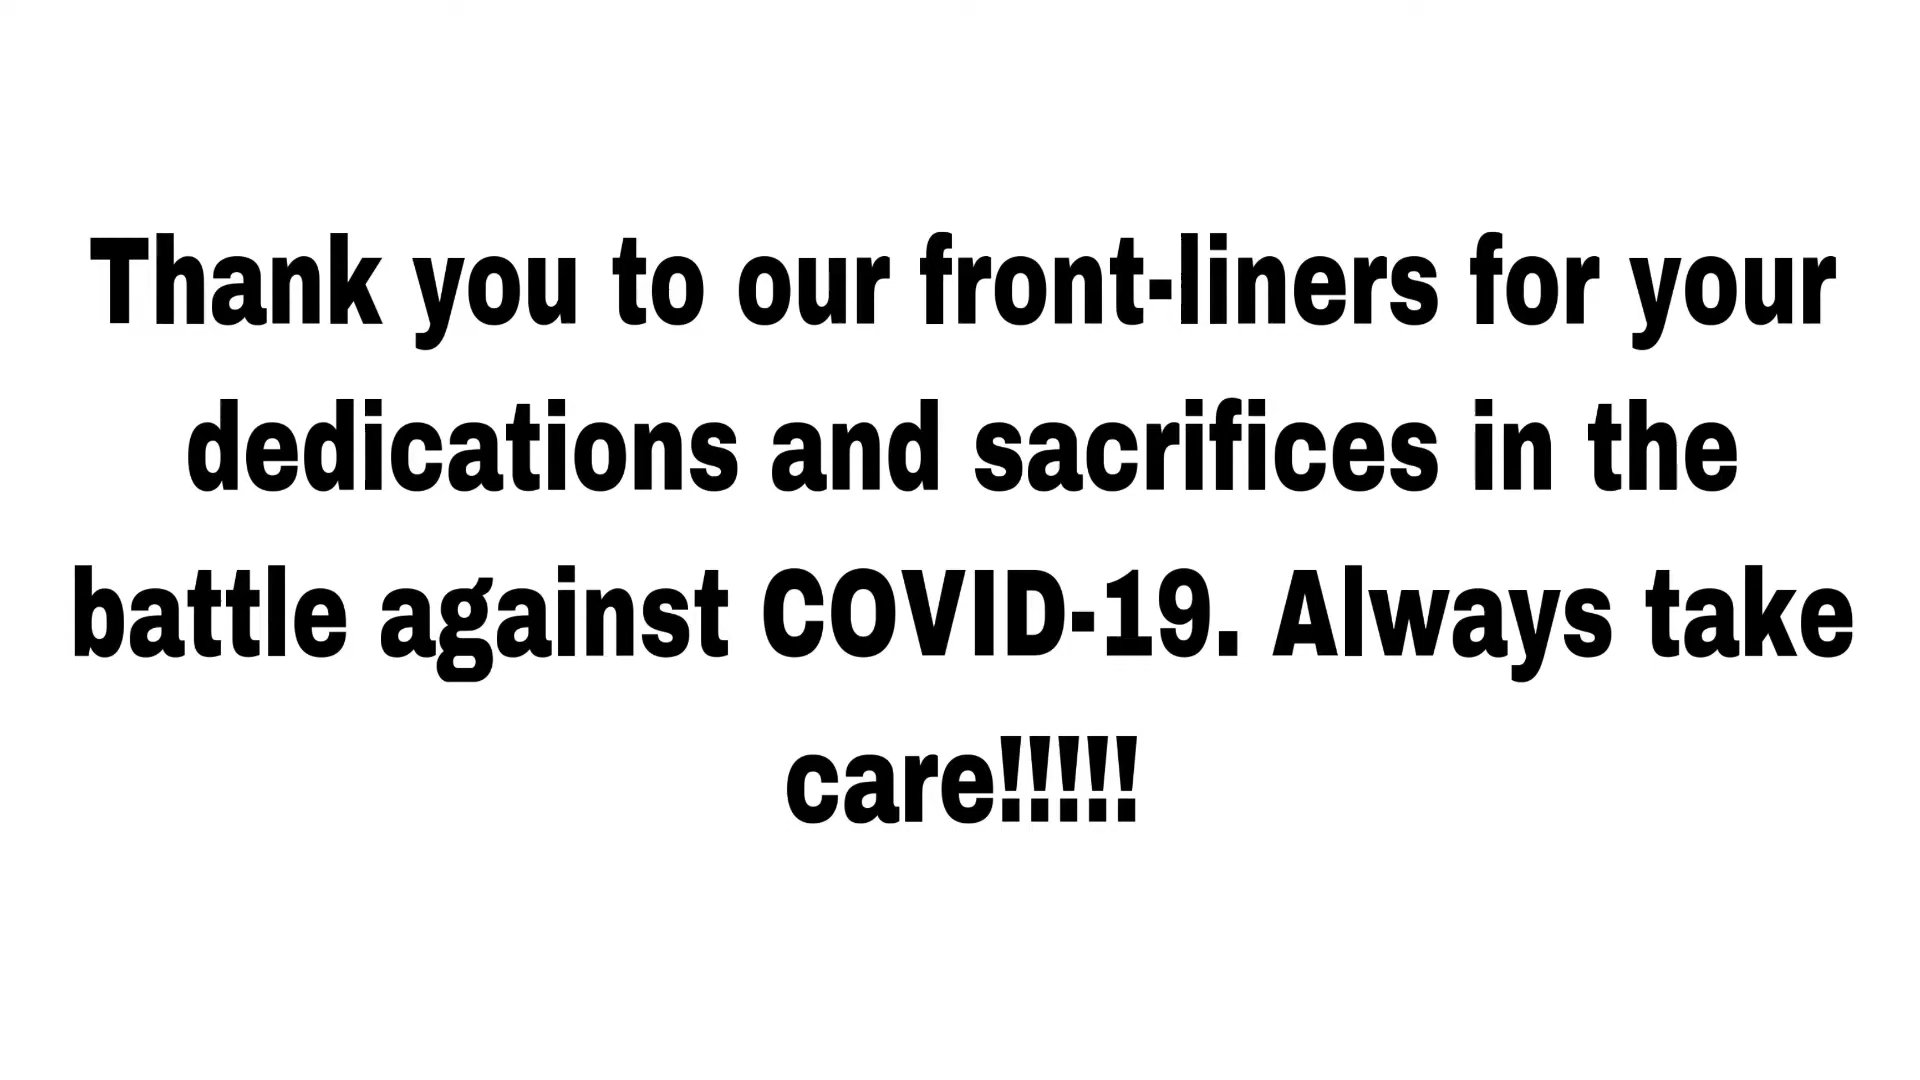 Thank you to our front-liners for your
dedications and sacrifices in the
battle against COVID-19. Always take
care!!!!!